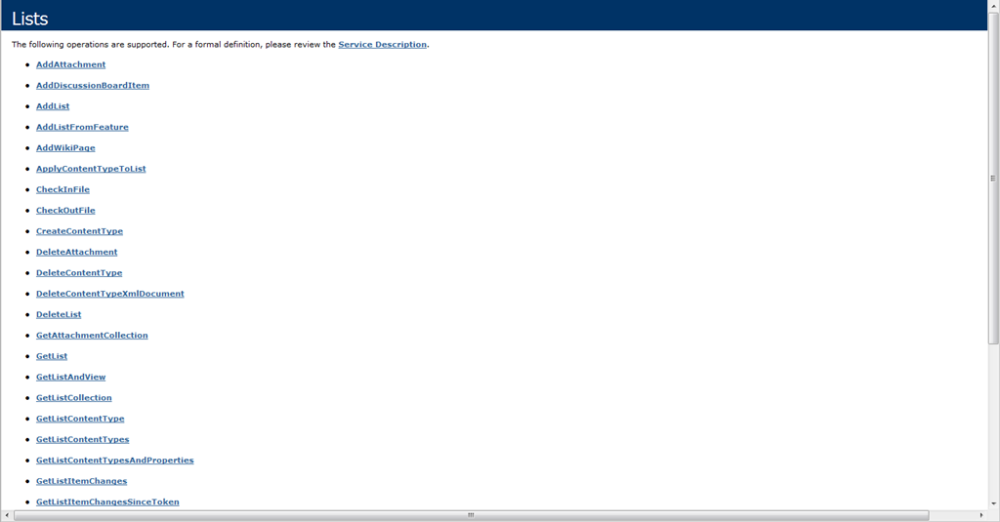 Lists
The following operations are supported. For a formal definition, please review the Service Description.
AddAttachment
AddDiscussionBoardItem
AddList
AddListFromFeature
AddWikiPage
ApplyContentTypeToList
CheckInFile
CheckOutFile
CreateContentType
DeleteAttachment
DeleteContentType
DeleteContentTypeXmlDocument
DeleteList
GetAttachmentCollection
GetList
GetListAndView
GetListCollection
GetListContentType
GetListContentTypes
GetListContentTypesAndProperties
GetListItemChanges
GetListItemChangesSinceToken